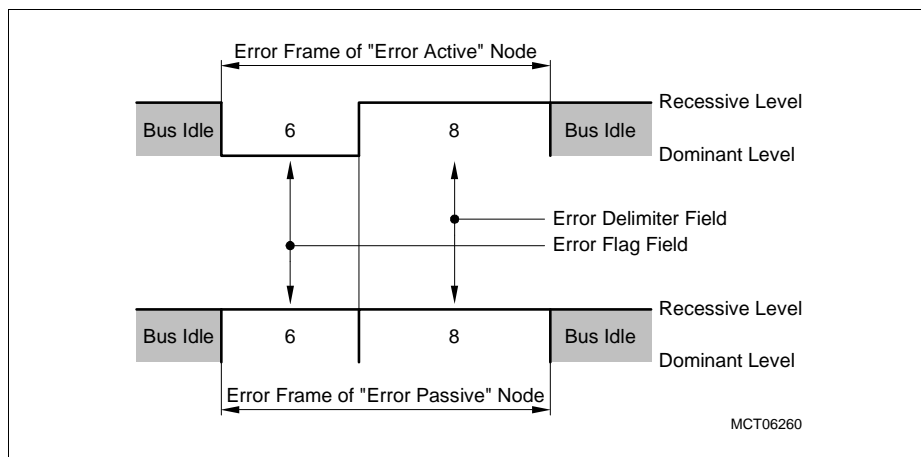 Error Frame of "Error Active" Node
Recessive Level
Bus Idle 6 8 Bus Idle
Dominant Level
Error Delimiter Field
Error Flag Field
Recessive Level
Bus Idle 6 8 Bus Idle
Dominant Level
Error Frame of "Error Passive" Node
MCT06260